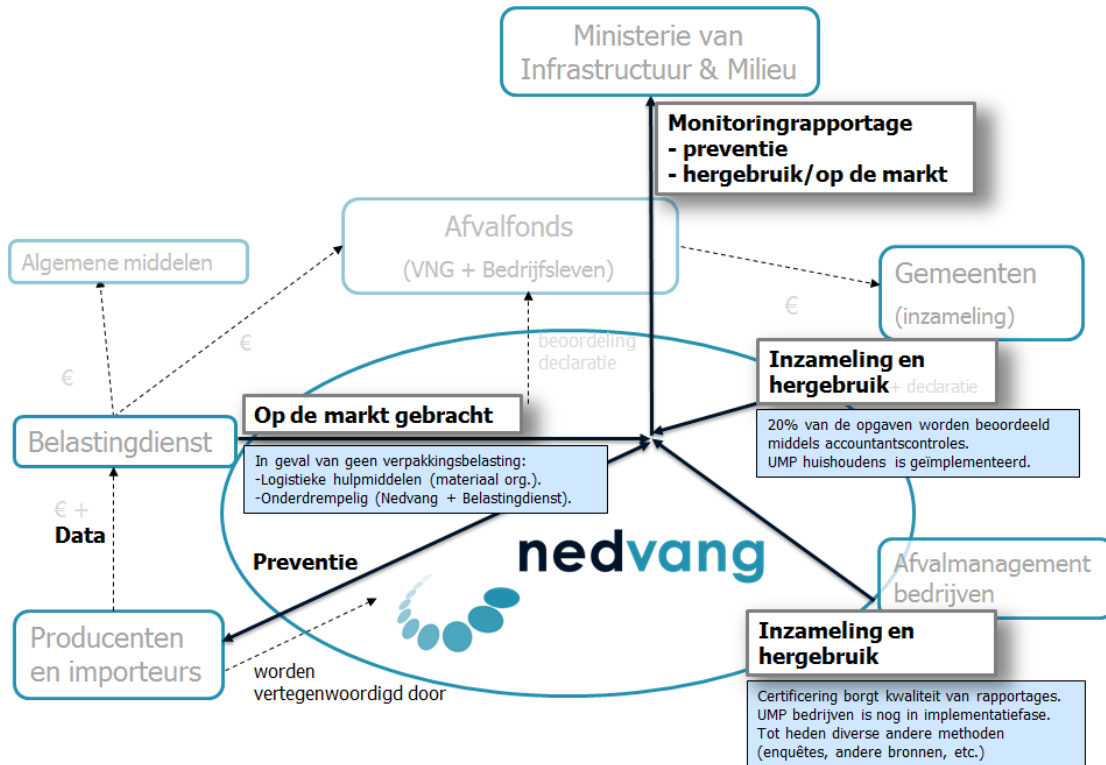 Ministerie van
Infrastructuur & Milieu
Monitoringrapportage
- preventie
- hergebruik/op de markt
Afvalfonds
(VNG + Bedrijfsleven)
Algemene middelen
Gemeenten
(inzameling)
€
€
€
beoordeling
declaratie
Inzameling en
hergebruik
+ declaratie
20% van de opgaven worden beoordeeld
middels accountantscontroles.
UMP huishoudens is geïmplementeerd.
Op de markt gebracht
Belastingdienst
In geval van geen verpakkingsbelasting:
-Logistieke hulpmiddelen (materiaal org.).
-Onderdrempelig (Nedvang + Belastingdienst).
€ +
Data
Preventie
nedvang
Afvalmanagement
bedrijven
Producenten
en importeurs
worden
vertegenwoordigd door
Inzameling en
hergebruik
Certificering borgt kwaliteit van rapportages.
UMP bedrijven is nog in implementatiefase.
Tot heden diverse andere methoden
(enquêtes, andere bronnen, etc.)